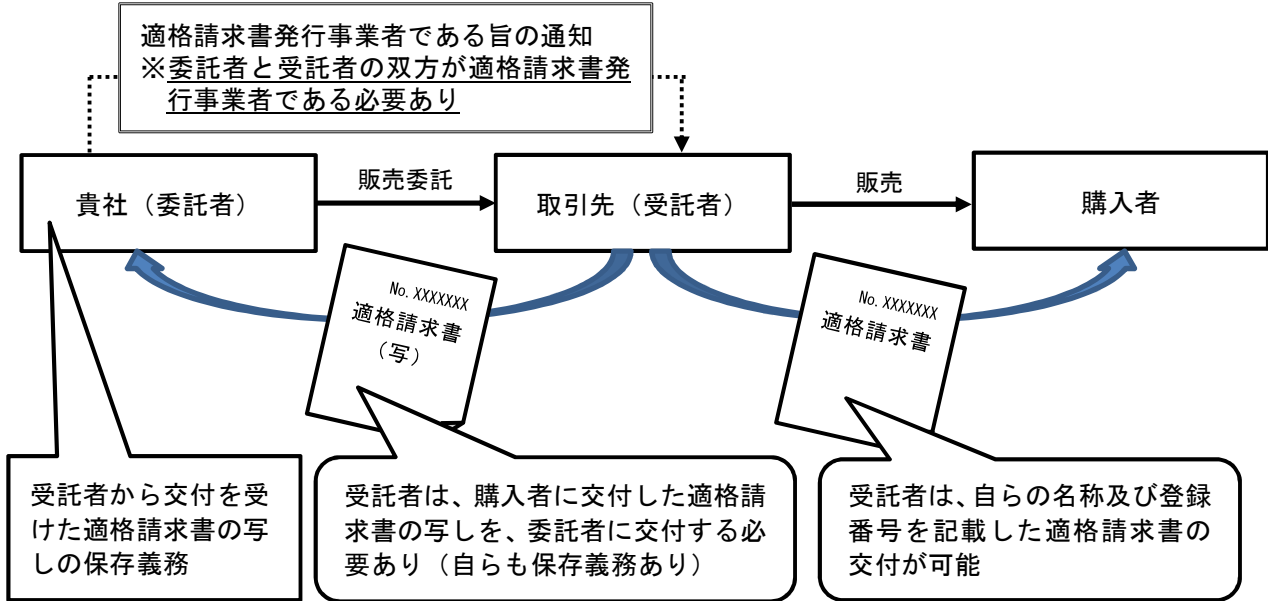 適格請求書発行事業者である旨の通知
※委託者と受託者の双方が適格請求書発
行事業者である必要あり
貴社（委託者）
販売委託
取引先（受託者）
販売
購入者
No. XXXXXXX
適格請求書
（写）
No. XXXXXXX
適格請求書
受託者から交付を受
けた適格請求書の写
しの保存義務
受託者は、購入者に交付した適格請
求書の写しを、委託者に交付する必
要あり（自らも保存義務あり）
受託者は、自らの名称及び登録
番号を記載した適格請求書の
交付が可能